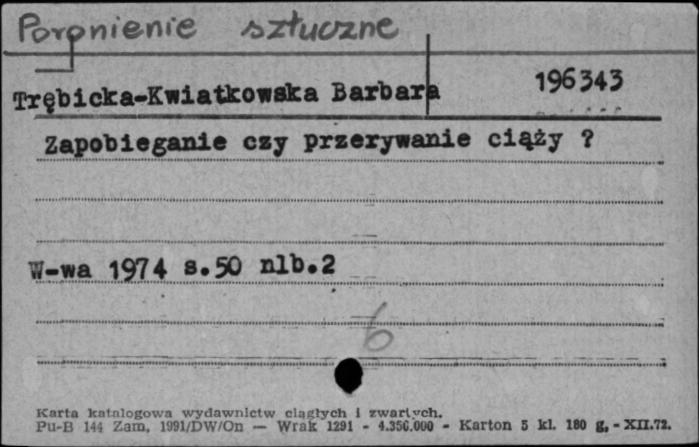 Poronienie sztuczne
Trębicka-Kwiatkowska Barbara 196343
Zapobieganie czy przerywanie ciąży ?
W-wa 1974 s.50 nlb.2
6
Karta katalogowa wydawnictw ciągłych i zwartych.
Pu-B 144 Zam, 1991/DW/On — Wrak 1291 - 4.350.000 - Karton 5 kl. 180 g, - XII.72.